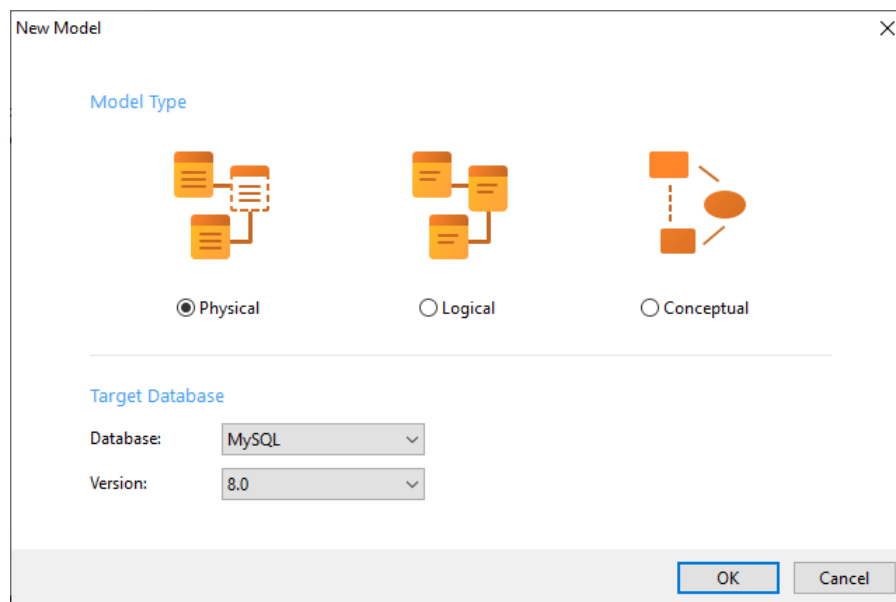 New Model
Model Type
Physical
Logical
Conceptual
Target Database
Database: MySQL
Version: 8.0
OK Cancel